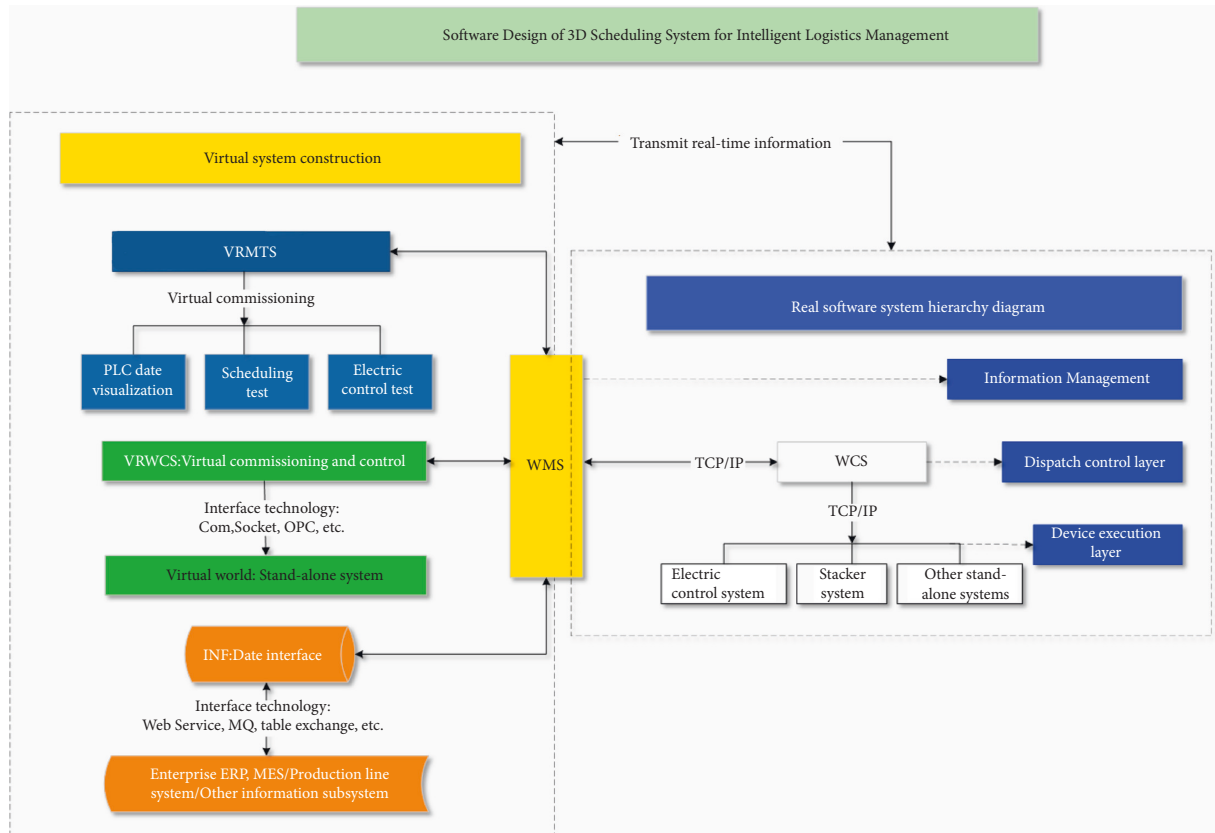 Software Design of 3D Scheduling System for Intelligent Logistics Management
Virtual system construction
Transmit real-time information
VRMTS
Virtual commissioning
PLC date
visualization
Scheduling
test
Electric
control test
VRWCS:Virtual commissioning and control
Interface technology:
Com,Socket, OPC, etc.
Virtual world: Stand-alone system
INF:Date interface
Interface technology:
Web Service, MQ, table exchange, etc.
Enterprise ERP, MES/Production line
system/Other information subsystem
WMS
Real software system hierarchy diagram
Information Management
TCP/IP
WCS
Dispatch control layer
TCP/IP
Device execution
layer
Electric
control system
Stacker
system
Other stand-
alone systems